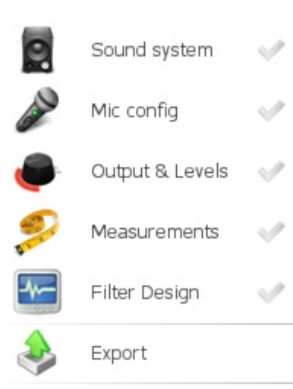 Sound system
Mic config
Output & Levels
Measurements
Filter Design
Export